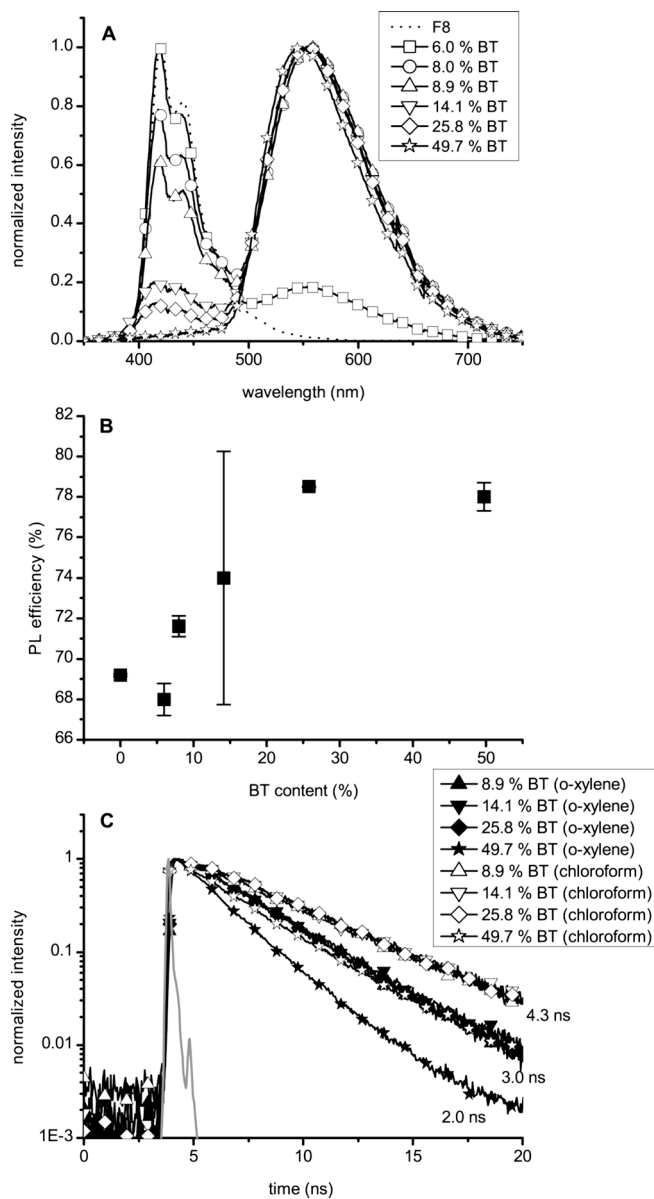 A
F8
6.0 % BT
8.0 % BT
8.9 % BT
14.1 % BT
25.8 % BT
49.7 % BT
1.0
0.8
0.6
0.4
0.2
0.0
normalized intensity
400
500
600
700
wavelength (nm)
B
82
80
78
76
74
72
70
68
66
PL efficiency (%)
0
10
20
30
40
50
BT content (%)
8.9 % BT (o-xylene)
14.1 % BT (o-xylene)
25.8 % BT (o-xylene)
49.7 % BT (o-xylene)
8.9 % BT (chloroform)
14.1 % BT (chloroform)
25.8 % BT (chloroform)
49.7 % BT (chloroform)
C
1
0.1
0.01
1E-3
normalized intensity
4.3 ns
3.0 ns
2.0 ns
0
5
10
15
20
time (ns)